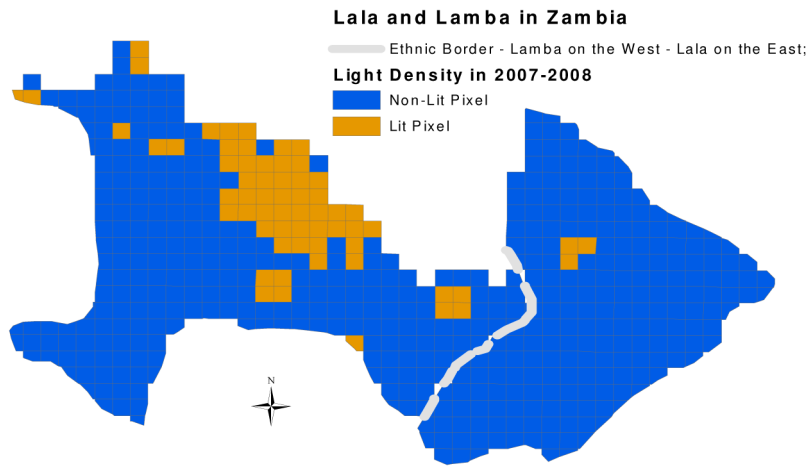 Lala and Lamba in Zambia
Ethnic Border - Lamba on the West - Lala on the East;
Light Density in 2007-2008
Non-Lit Pixel
Lit Pixel
N